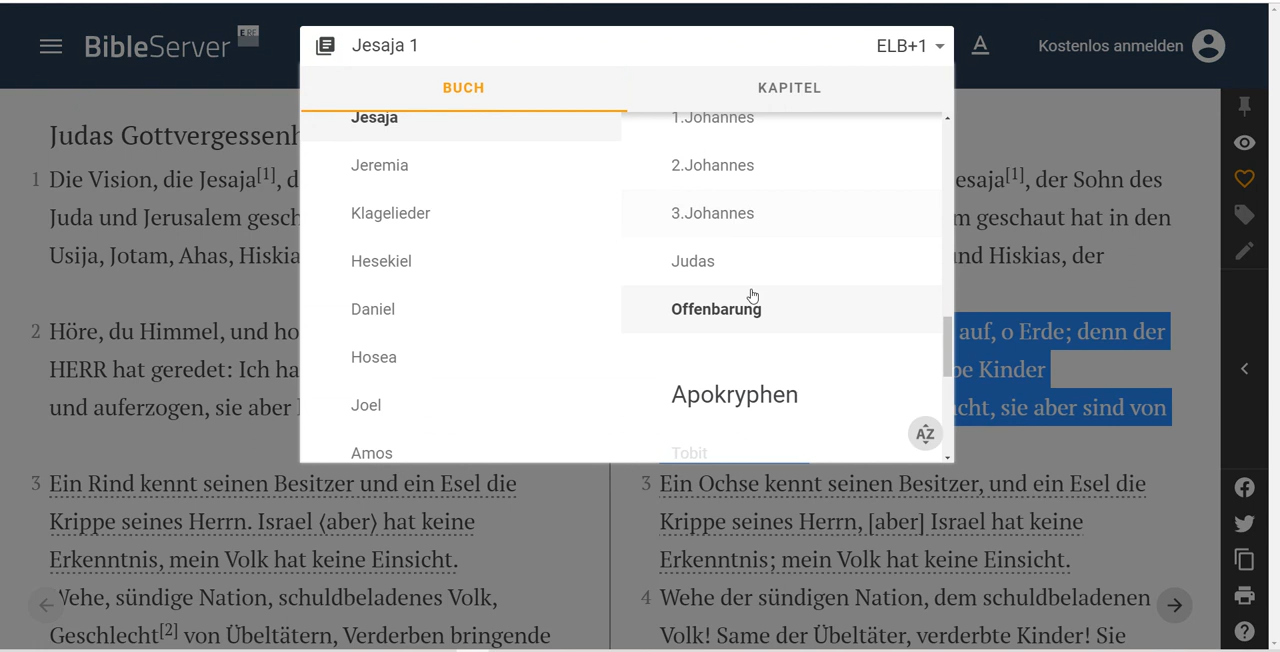 BibleServer ERF
Jesaja 1
ELB+1
A
Kostenlos anmelden
BUCH
KAPITEL
Jesaja
Jeremia
Klagelieder
Hesekiel
Daniel
Hosea
Joel
Amos
1.Johannes
2.Johannes
3.Johannes
Judas
Offenbarung
Apokryphen
Tobit
AZ
Judas Gottvergessenh
1 Die Vision, die Jesaja[1], d
Juda und Jerusalem gesch
Usija, Jotam, Ahas, Hiskia
2 Höre, du Himmel, und ho
HERR hat geredet: Ich ha
und auferzogen, sie aber
3 Ein Rind kennt seinen Besitzer und ein Esel die
Krippe seines Herrn. Israel ⟨aber⟩ hat keine
Erkenntnis, mein Volk hat keine Einsicht.
Wehe, sündige Nation, schuldbeladenes Volk,
Geschlecht[2] von Übeltätern, Verderben bringende
esaja[1], der Sohn des
m geschaut hat in den
nd Hiskias, der
auf, o Erde; denn der
be Kinder
cht, sie aber sind von
3 Ein Ochse kennt seinen Besitzer, und ein Esel die
Krippe seines Herrn, [aber] Israel hat keine
Erkenntnis; mein Volk hat keine Einsicht.
4 Wehe der sündigen Nation, dem schuldbeladenen
Volk! Same der Übeltäter, verderbte Kinder! Sie